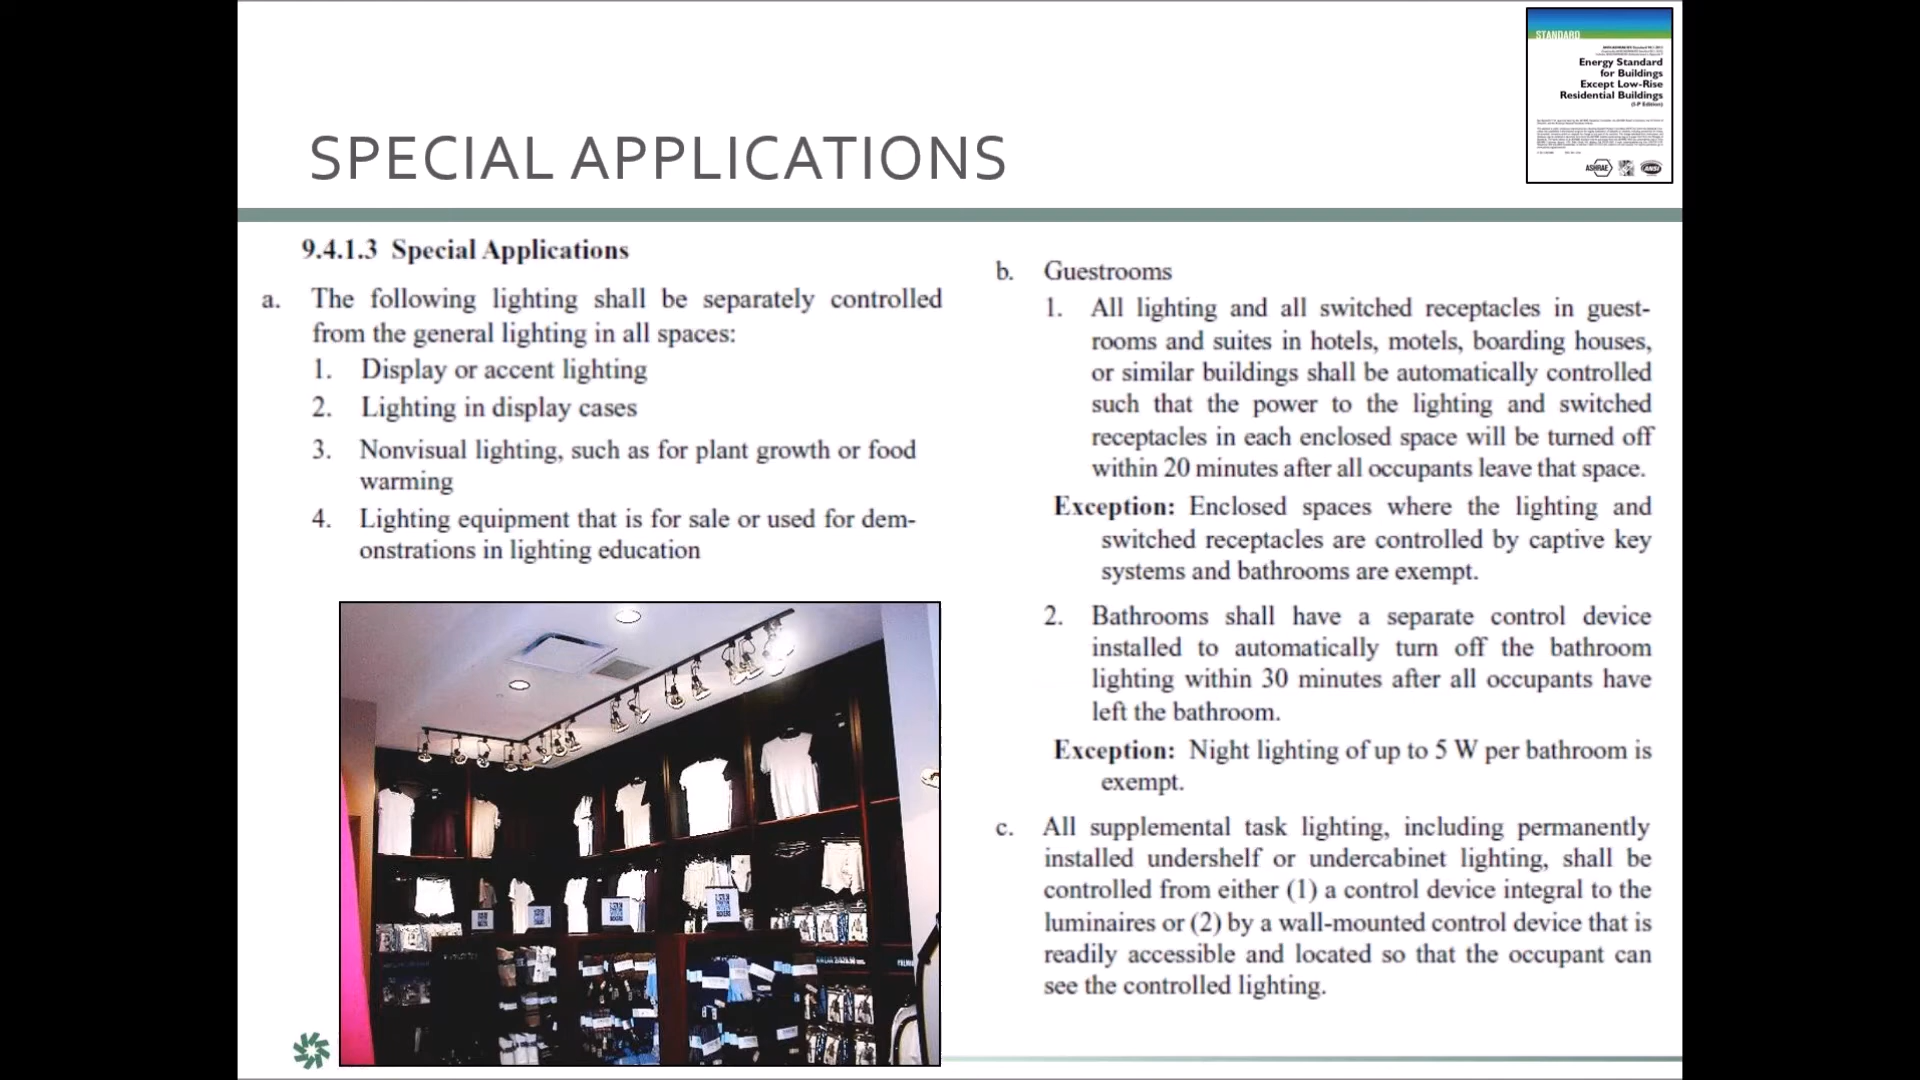 STANDARD
Energy Standard
for Buildings
Except Low-Rise
Residential Buildings
(I-P Edition)
ASHRAE
ANSI
SPECIAL APPLICATIONS
9.4.1.3 Special Applications
a. The following lighting shall be separately controlled
from the general lighting in all spaces:
1. Display or accent lighting
2. Lighting in display cases
3. Nonvisual lighting, such as for plant growth or food
warming
4. Lighting equipment that is for sale or used for dem-
onstrations in lighting education
b. Guestrooms
1. All lighting and all switched receptacles in guest-
rooms and suites in hotels, motels, boarding houses,
or similar buildings shall be automatically controlled
such that the power to the lighting and switched
receptacles in each enclosed space will be turned off
within 20 minutes after all occupants leave that space.
Exception: Enclosed spaces where the lighting and
switched receptacles are controlled by captive key
systems and bathrooms are exempt.
2. Bathrooms shall have a separate control device
installed to automatically turn off the bathroom
lighting within 30 minutes after all occupants have
left the bathroom.
Exception: Night lighting of up to 5 W per bathroom is
exempt.
c. All supplemental task lighting, including permanently
installed undershelf or undercabinet lighting, shall be
controlled from either (1) a control device integral to the
luminaires or (2) by a wall-mounted control device that is
readily accessible and located so that the occupant can
see the controlled lighting.